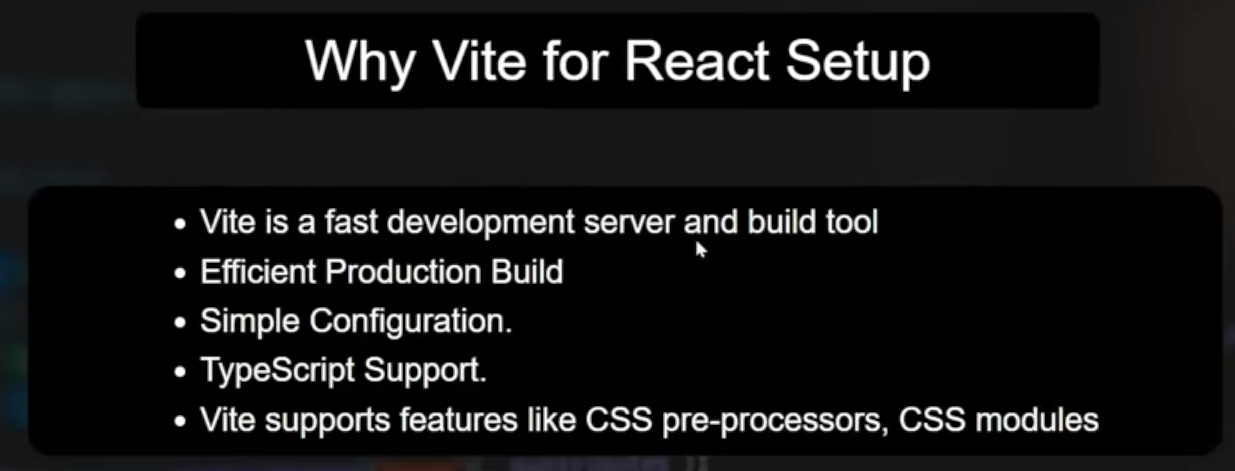 Why Vite for React Setup
• Vite is a fast development server and build tool
• Efficient Production Build
• Simple Configuration.
• TypeScript Support.
• Vite supports features like CSS pre-processors, CSS modules